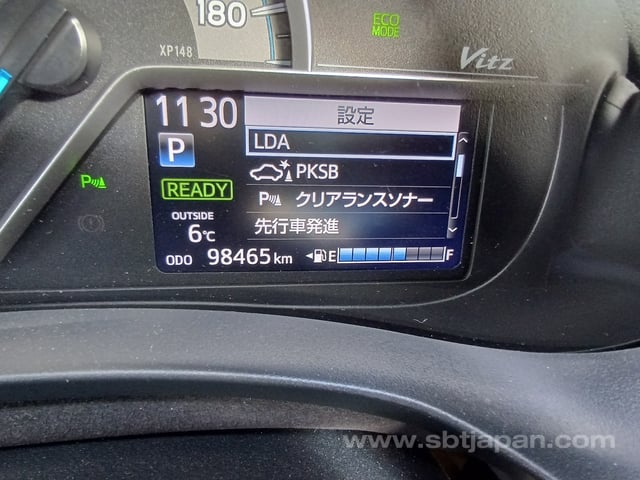 180
ECO
MODE
XP148
Vitz
11 30
設定
LDA
P
PKSB
READY
P クリアランスソナー
OUTSIDE
6℃
先行車発進
ODO 98465 km
E F
P
www.sbtjapan.com